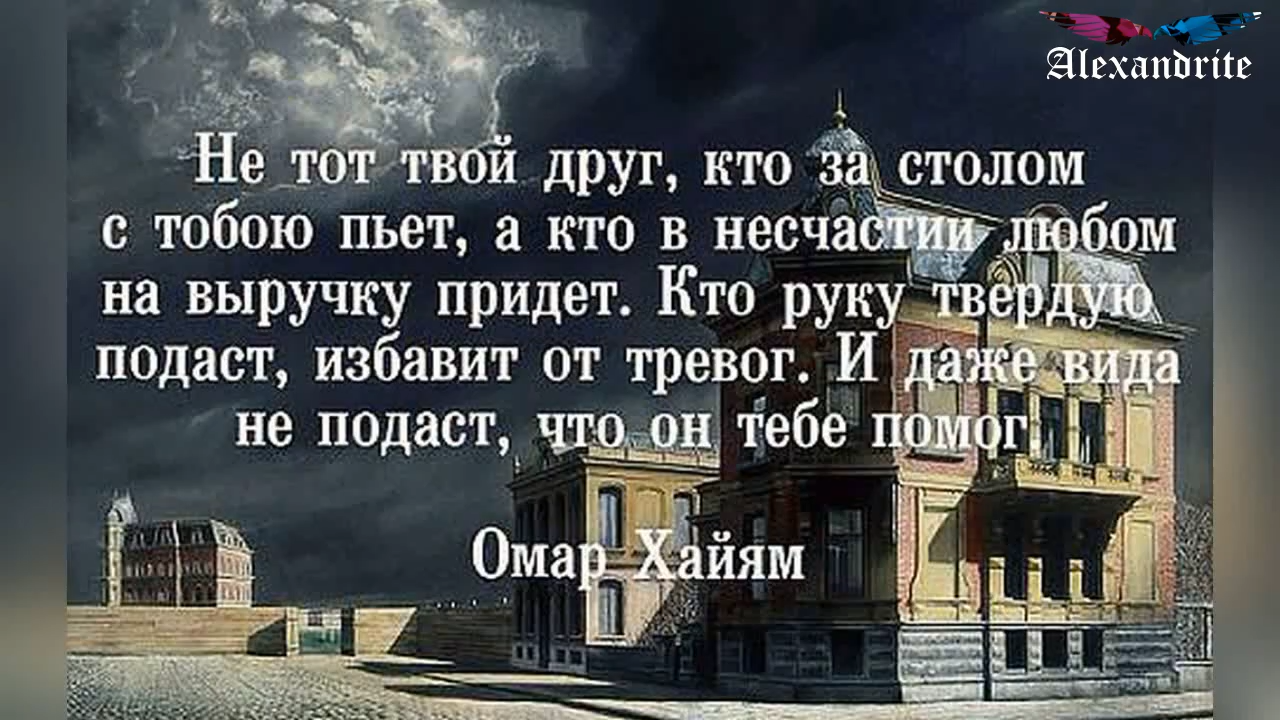 Alexandrite
Не тот твой друг, кто за столом
с тобою пьет, а кто в несчастии любом
на выручку придет. Кто руку твердую
подаст, избавит от тревог. И даже вида
не подаст, что он тебе помог
Омар Хайям